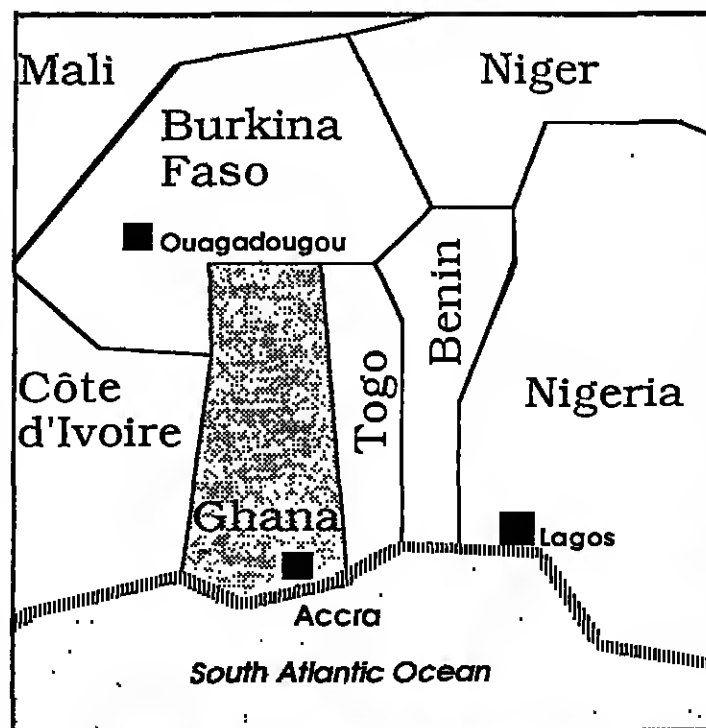 Mali
Niger
Burkina
Faso
Ouagadougou
Benin
Togo
Côte
d'Ivoire
Nigeria
Ghana
Lagos
Accra
South Atlantic Ocean